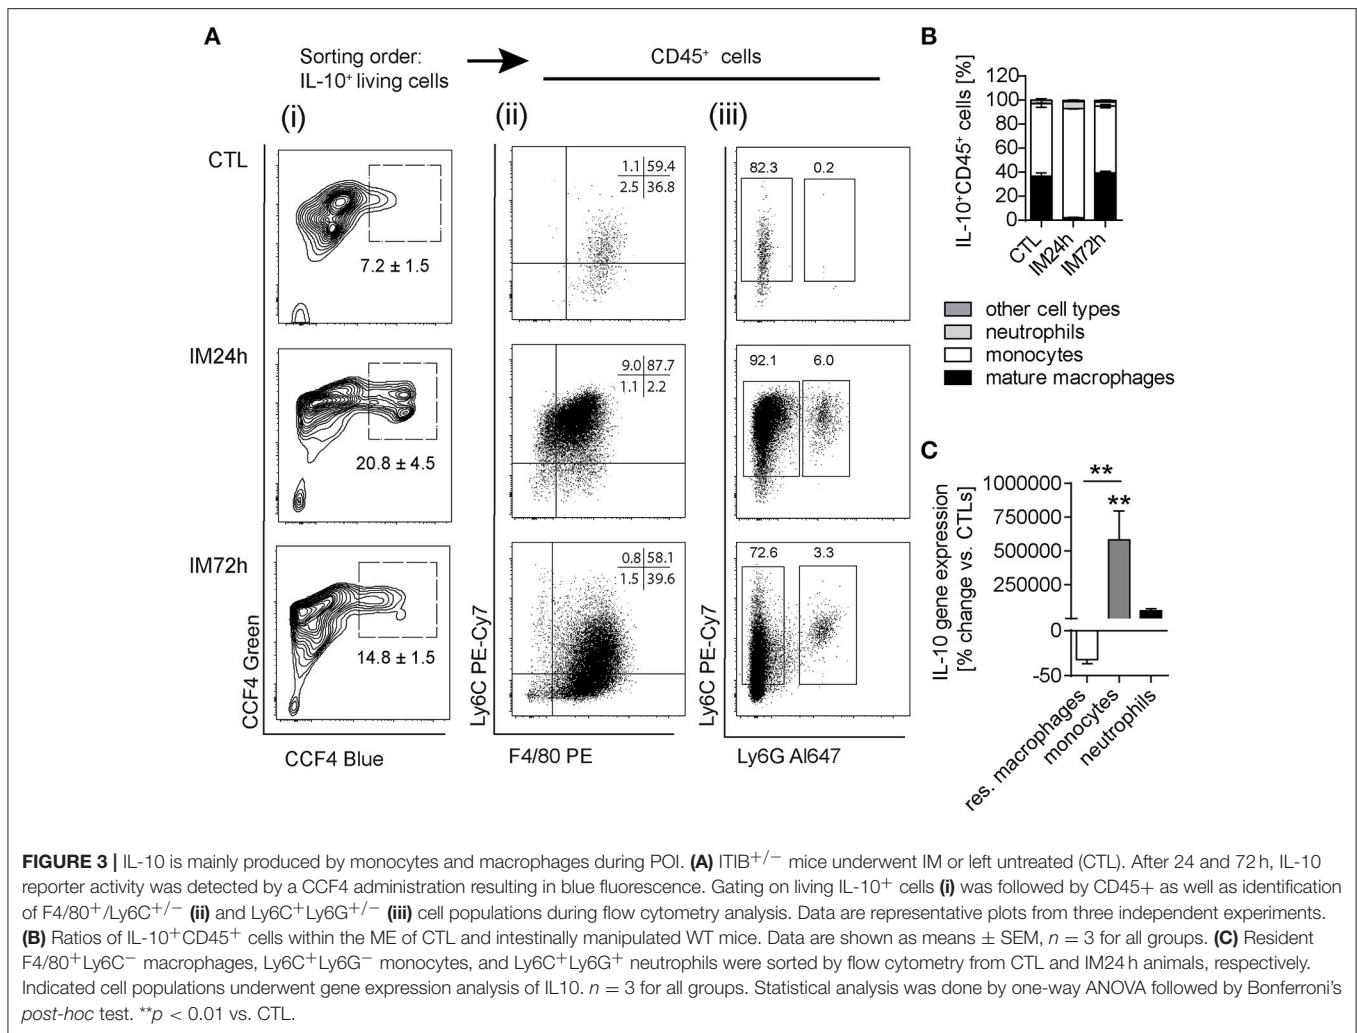 A
Sorting order:
IL-10+ living cells
CD45+ cells
(i)
(ii)
(iii)
CTL
7.2 ± 1.5
1.1 59.4
2.5 36.8
82.3 0.2
IM24h
20.8 ± 4.5
9.0 87.7
1.1 2.2
92.1 6.0
IM72h
14.8 ± 1.5
0.8 58.1
1.5 39.6
72.6 3.3
CCF4 Green
CCF4 Blue
Ly6C PE-Cy7
F4/80 PE
Ly6C PE-Cy7
Ly6G Al647
B
IL-10+CD45+ cells [%]
120
100
80
60
40
20
0
CTL
IM24h
IM72h
other cell types
neutrophils
monocytes
mature macrophages
C
IL-10 gene expression
[% change vs. CTLs]
1000000
750000
500000
250000
0
-50
**
**
res. macrophages
monocytes
neutrophils
FIGURE 3 | IL-10 is mainly produced by monocytes and macrophages during POI. (A) ITIB+/− mice underwent IM or left untreated (CTL). After 24 and 72 h, IL-10
reporter activity was detected by a CCF4 administration resulting in blue fluorescence. Gating on living IL-10+ cells (i) was followed by CD45+ as well as identification
of F4/80+/Ly6C+/− (ii) and Ly6C+Ly6G+/− (iii) cell populations during flow cytometry analysis. Data are representative plots from three independent experiments.
(B) Ratios of IL-10+CD45+ cells within the ME of CTL and intestinally manipulated WT mice. Data are shown as means ± SEM, n = 3 for all groups. (C) Resident
F4/80+Ly6C− macrophages, Ly6C+Ly6G− monocytes, and Ly6C+Ly6G+ neutrophils were sorted by flow cytometry from CTL and IM24 h animals, respectively.
Indicated cell populations underwent gene expression analysis of IL10. n = 3 for all groups. Statistical analysis was done by one-way ANOVA followed by Bonferroni's
post-hoc test. **p < 0.01 vs. CTL.